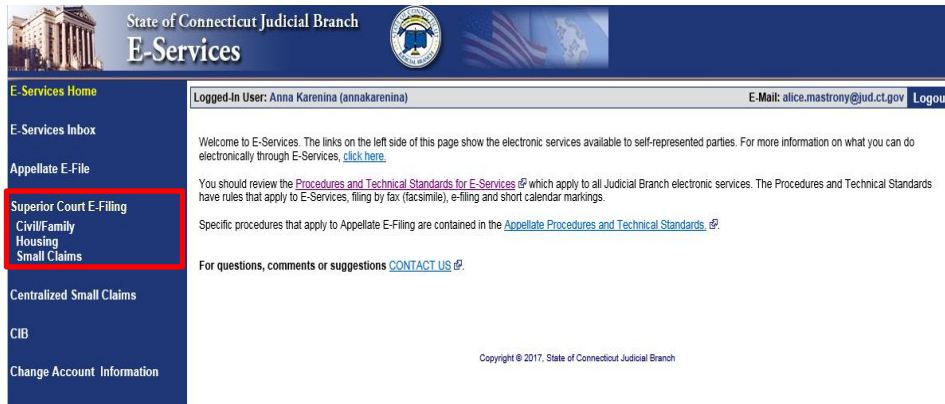 State of Connecticut Judicial Branch
E-Services
E-Services Home
Logged-In User: Anna Karenina (annakarenina) E-Mail: alice.mastrony@jud.ct.gov Logou
E-Services Inbox
Appellate E-File
Superior Court E-Filing
Civil/Family
Housing
Small Claims
Centralized Small Claims
CIB
Change Account Information
Welcome to E-Services. The links on the left side of this page show the electronic services available to self-represented parties. For more information on what you can do
electronically through E-Services, click here.
You should review the Procedures and Technical Standards for E-Services which apply to all Judicial Branch electronic services. The Procedures and Technical Standards
have rules that apply to E-Services, filing by fax (facsimile), e-filing and short calendar markings.
Specific procedures that apply to Appellate E-Filing are contained in the Appellate Procedures and Technical Standards.
For questions, comments or suggestions CONTACT US.
Copyright © 2017, State of Connecticut Judicial Branch